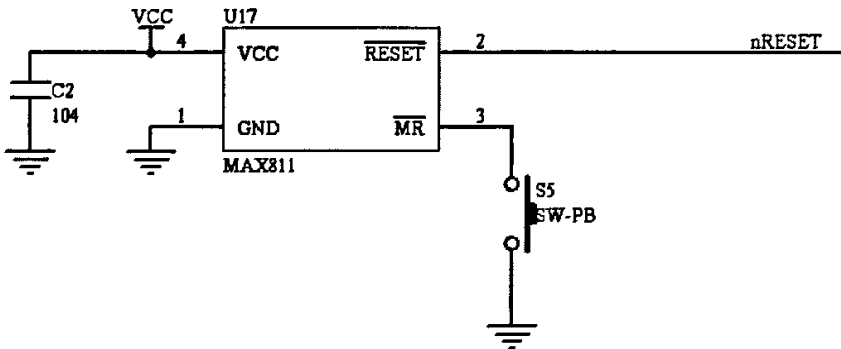 VCC
U17
4
VCC
RESET
2
nRESET
C2
104
1
GND
MR
3
MAX811
S5
SW-PB